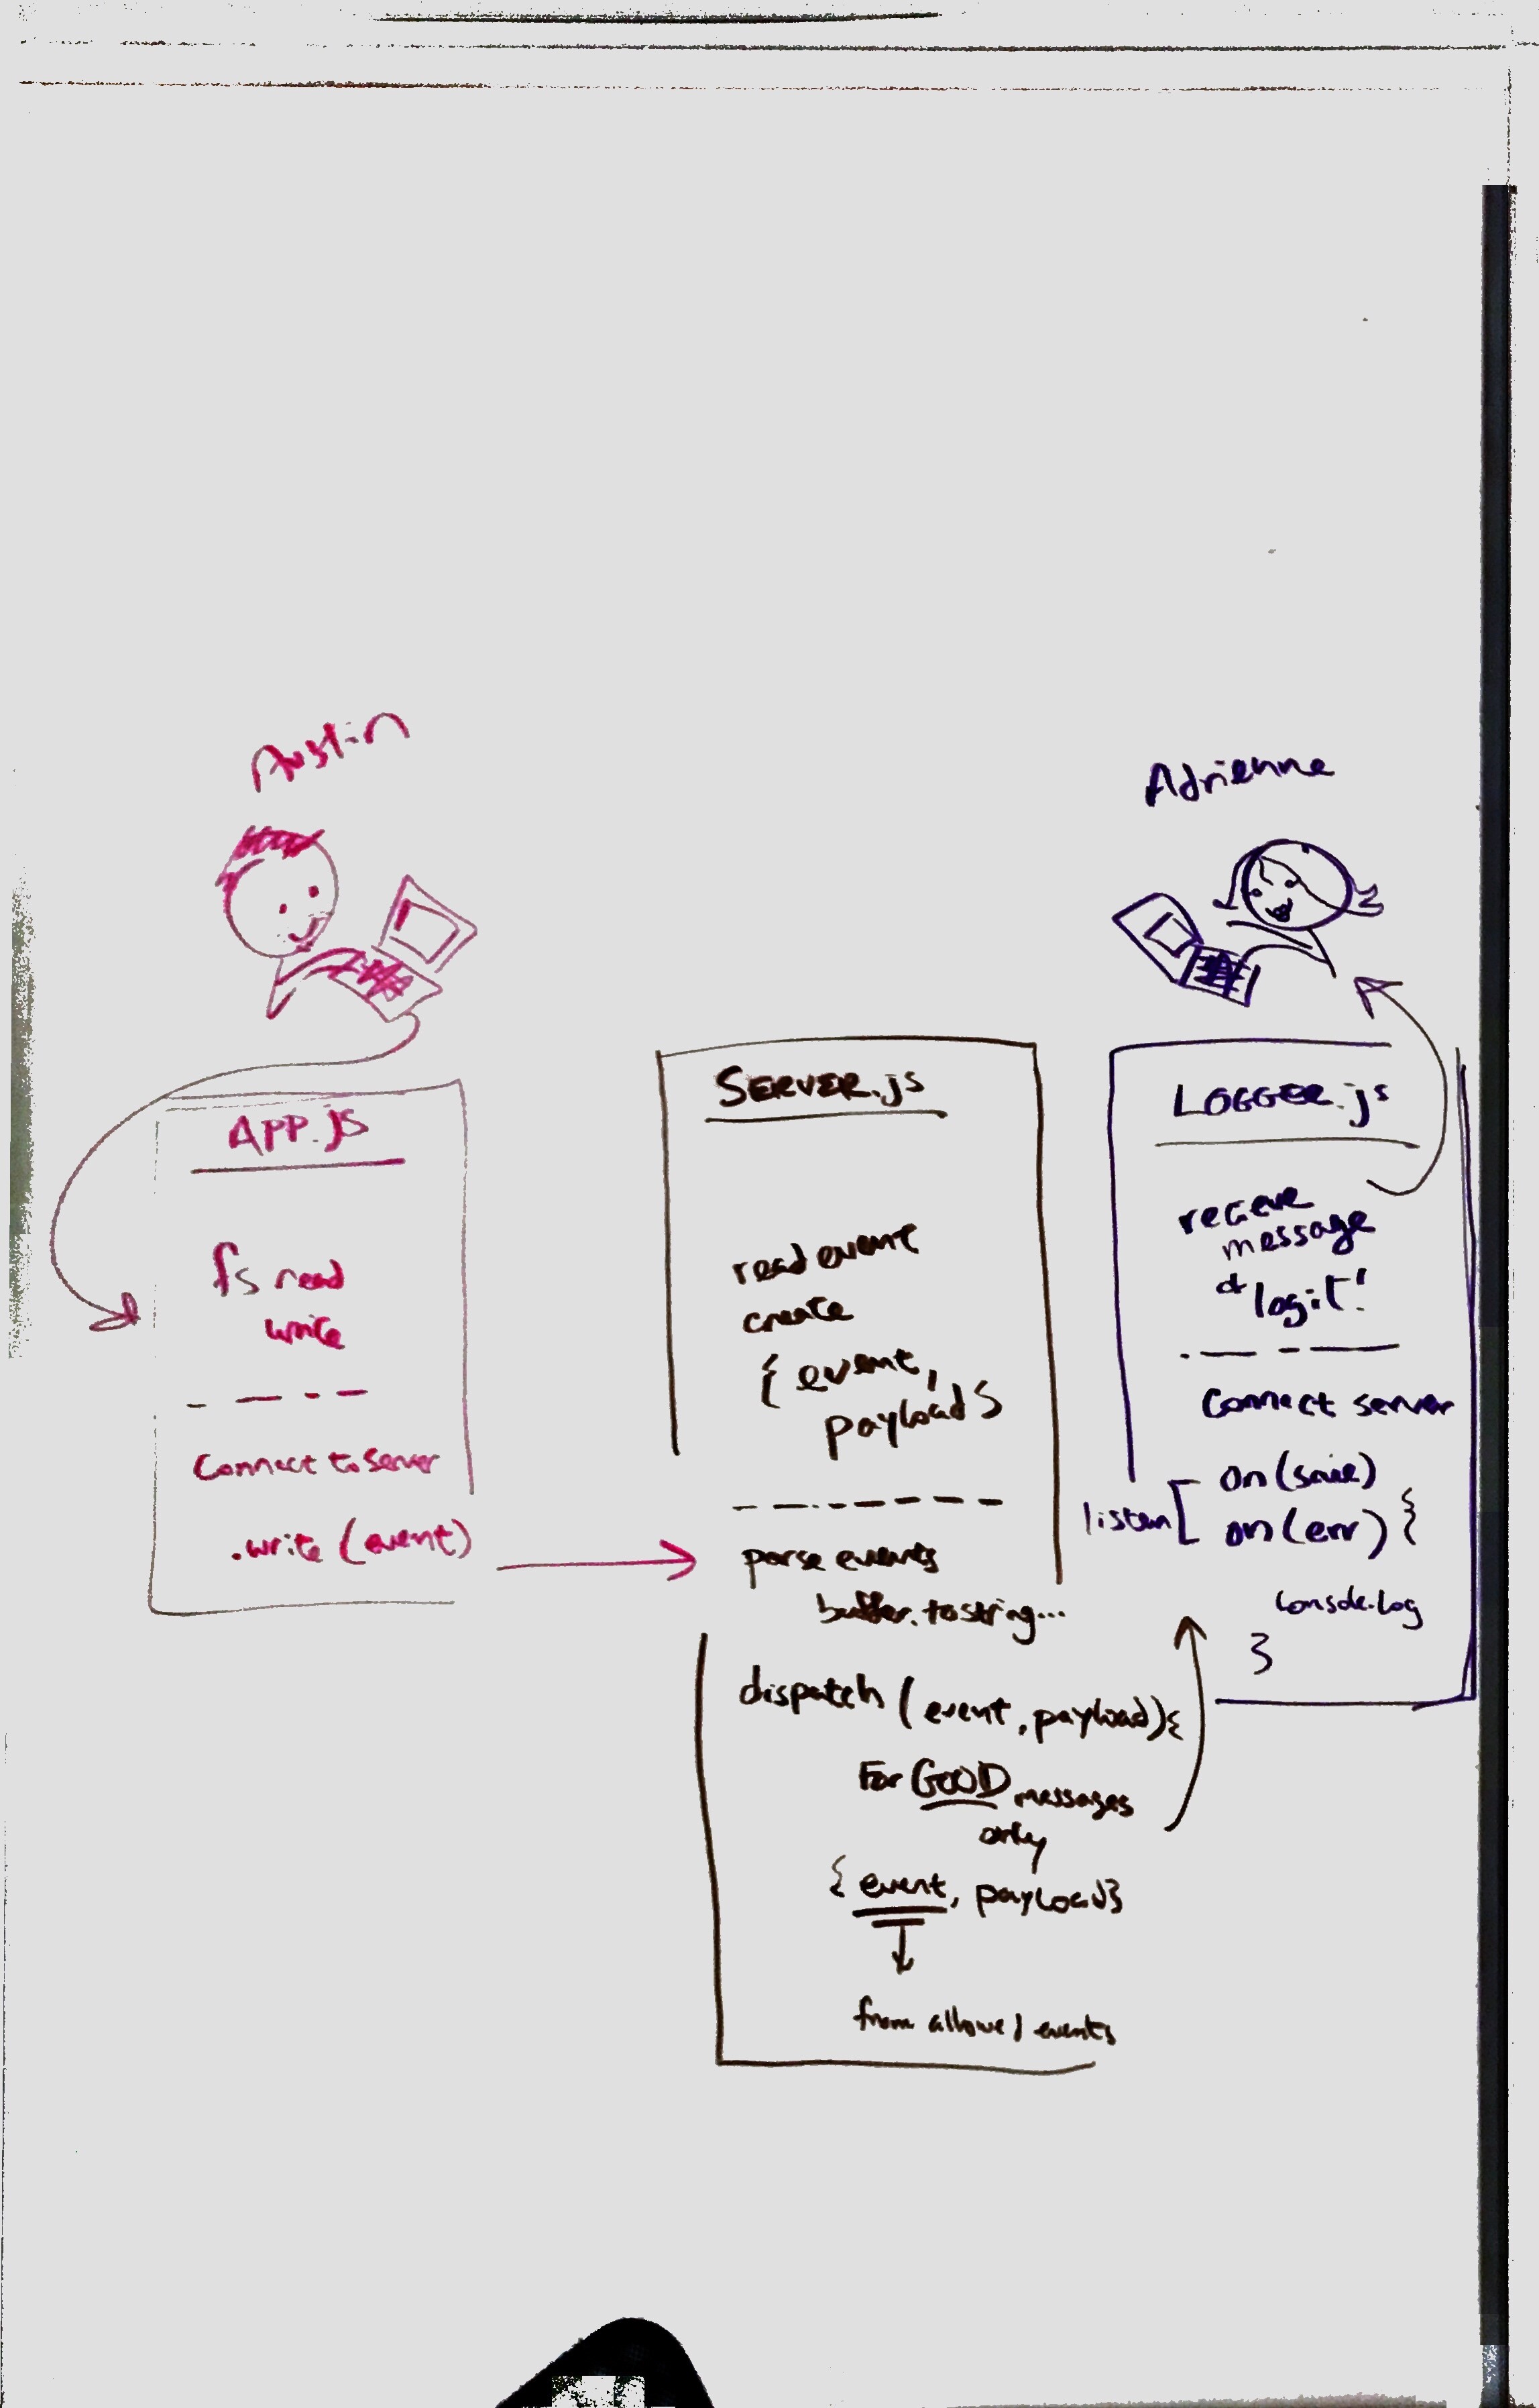 Austin
APP.js
fs read
write
Connect to server
.write (event)
SERVER.js
read event
create
{ event,
payload }
parse events
buffer.tostring...
dispatch (event, payload){
For GOOD messages
only
{ event, payload}
from allowed events
Adrienne
LOGGER.js
recieve
message
& log it!
Connect server
listen [ on (save)
on (err) }
console.log
}